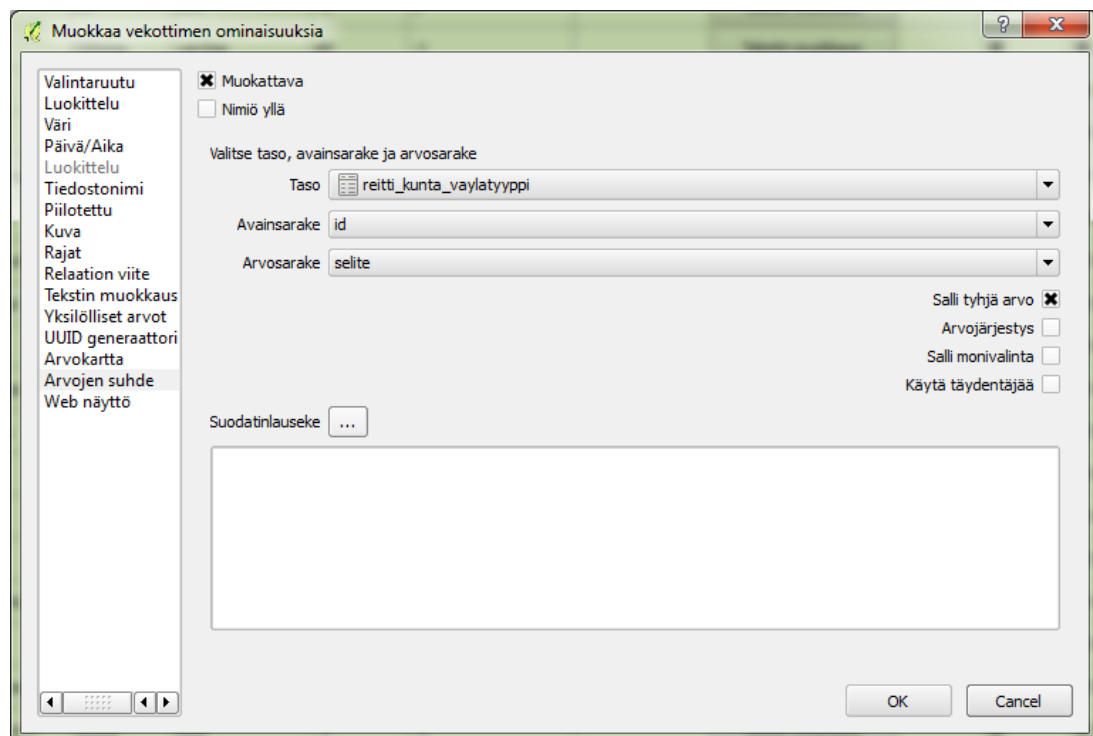 Muokkaa vekottimen ominaisuuksia
Valintaruutu
Luokittelu
Väri
Päivä/Aika
Luokittelu
Tiedostonimi
Piilotettu
Kuva
Rajat
Relaation viite
Tekstin muokkaus
Yksilölliset arvot
UUID generaattori
Arvokartta
Arvojen suhde
Web näyttö
Muokattava
Nimiö yllä
Valitse taso, avainsarake ja arvosarake
Taso reitti_kunta_vaylatyyppi
Avainsarake id
Arvosarake selite
Salli tyhjä arvo
Arvojärjestys
Salli monivalinta
Käytä täydentäjää
Suodatinlauseke ...
OK Cancel